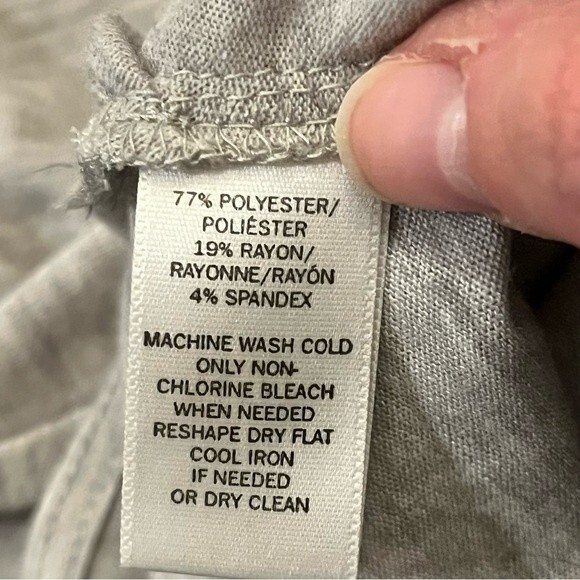 77% POLYESTER/
POLIÉSTER
19% RAYON/
RAYONNE/RAYÓN
4% SPANDEX
MACHINE WASH COLD
ONLY NON-
CHLORINE BLEACH
WHEN NEEDED
RESHAPE DRY FLAT
COOL IRON
IF NEEDED
OR DRY CLEAN